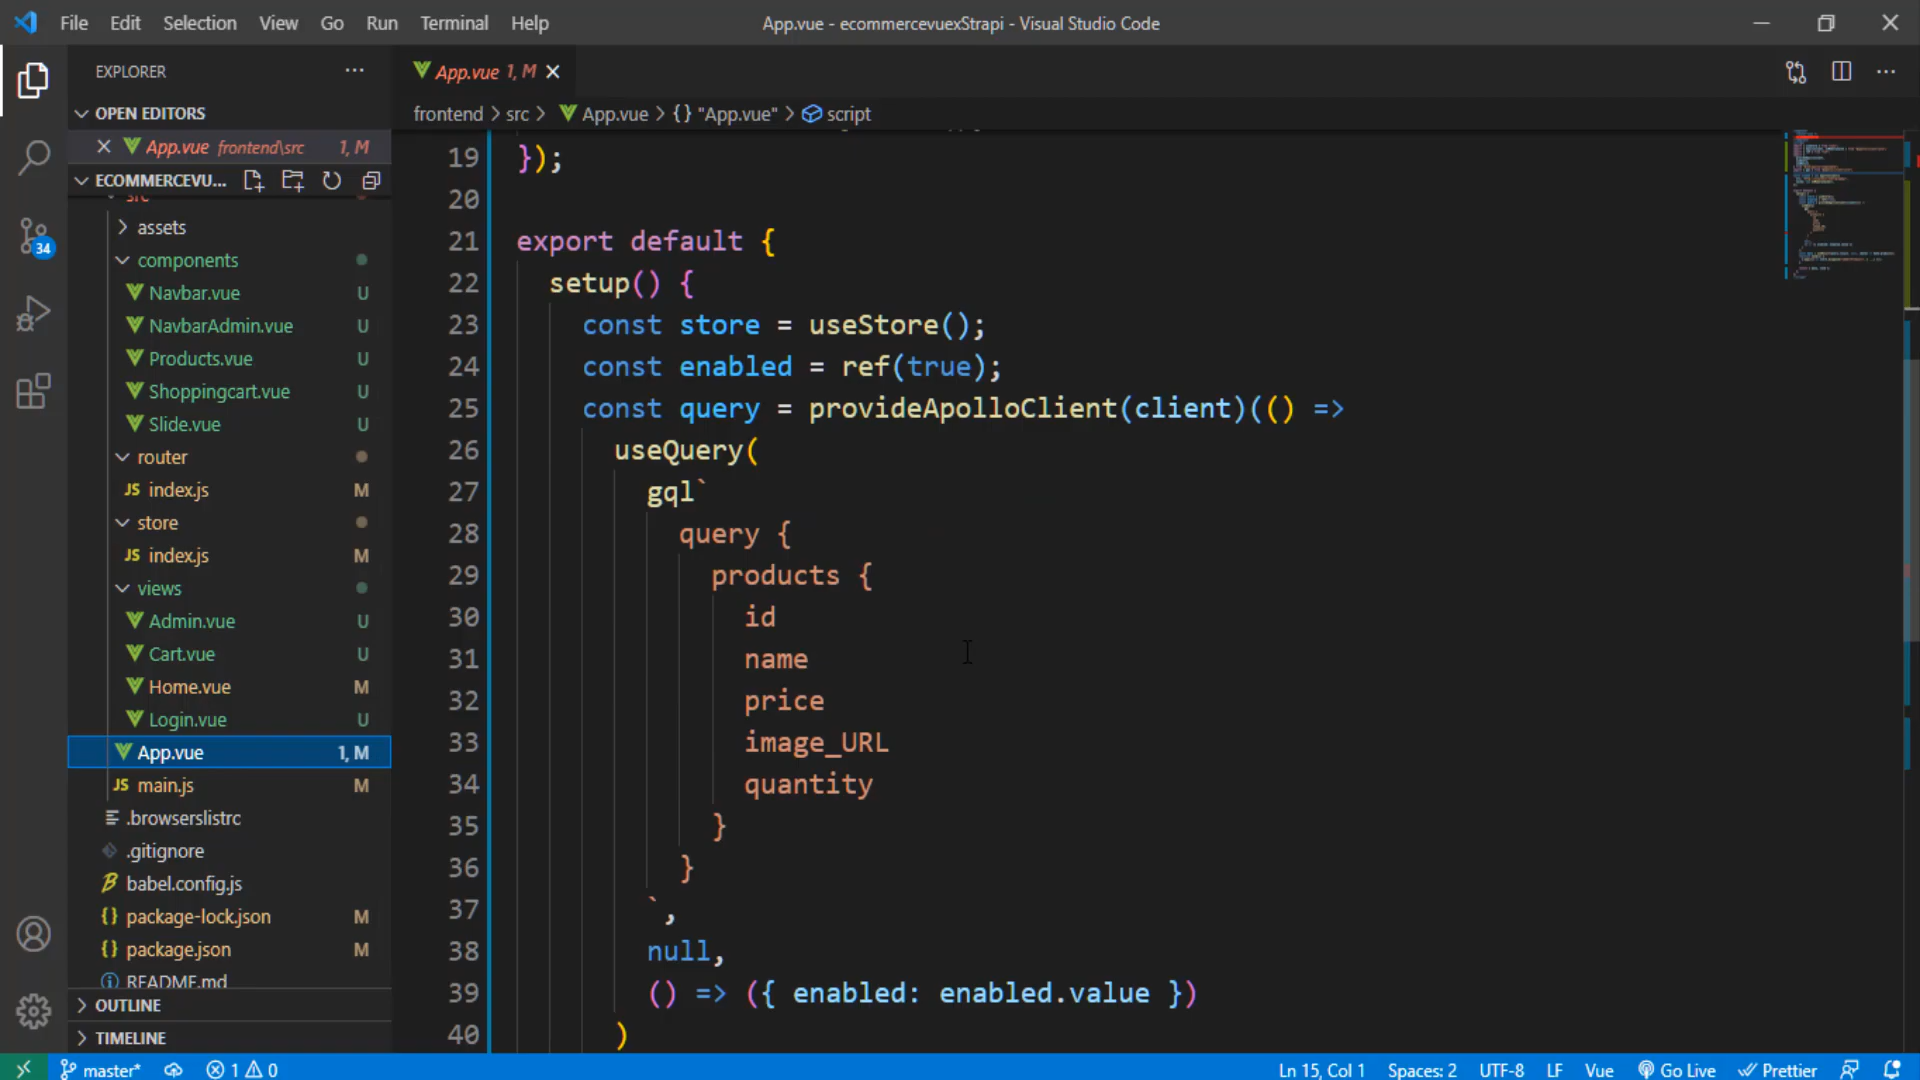 File Edit Selection View Go Run Terminal Help App.vue - ecommercevuexStrapi - Visual Studio Code
EXPLORER
OPEN EDITORS
App.vue frontend\src 1, M
ECOMMERCEVU...
src
assets
components
Navbar.vue U
NavbarAdmin.vue U
Products.vue U
Shoppingcart.vue U
Slide.vue U
router
JS index.js M
store
JS index.js M
views
Admin.vue U
Cart.vue U
Home.vue M
Login.vue U
App.vue 1, M
JS main.js M
.browserslistrc
.gitignore
babel.config.js
{} package-lock.json M
{} package.json M
README.md
OUTLINE
TIMELINE
34
App.vue 1, M
frontend > src > App.vue > {} "App.vue" > script
19 });
20
21 export default {
22 setup() {
23 const store = useStore();
24 const enabled = ref(true);
25 const query = provideApolloClient(client)(() =>
26 useQuery(
27 gql`
28 query {
29 products {
30 id
31 name
32 price
33 image_URL
34 quantity
35 }
36 }
37 `,
38 null,
39 () => ({ enabled: enabled.value })
40 )
master* 1 0 Ln 15, Col 1 Spaces: 2 UTF-8 LF Vue Go Live Prettier